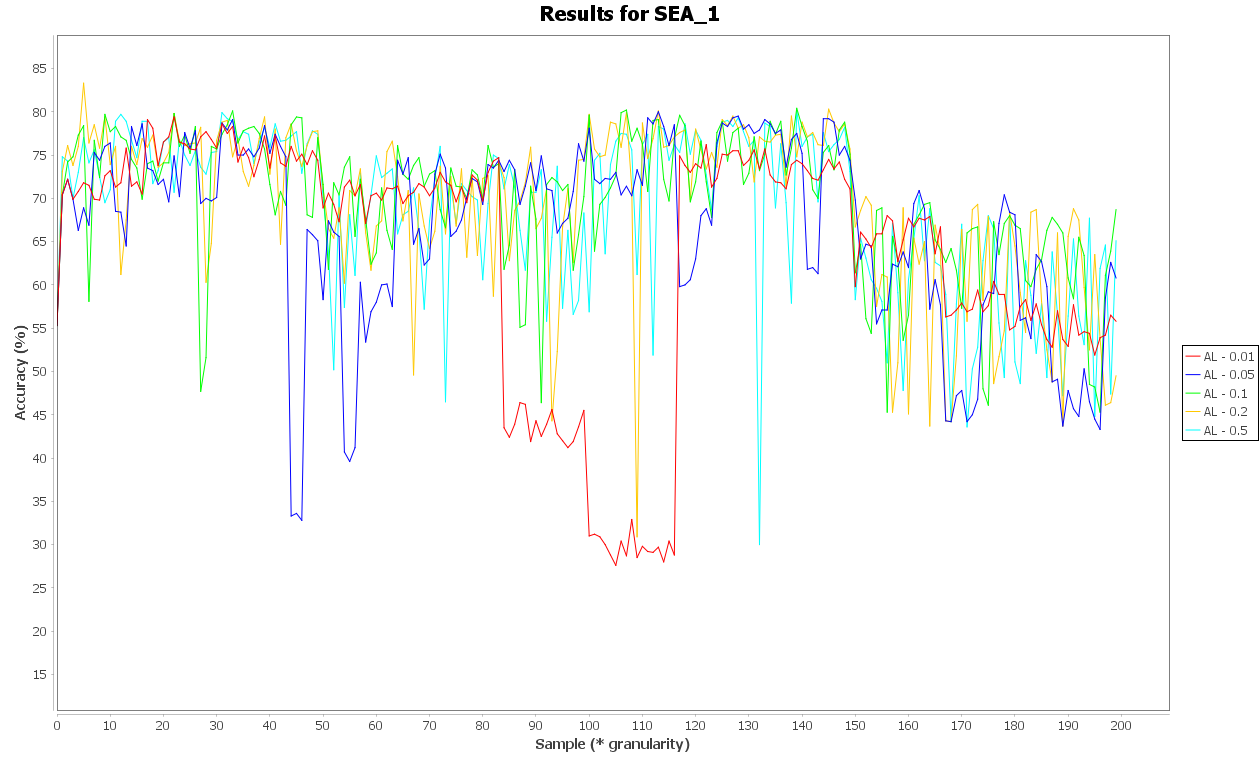 Results for SEA_1
Accuracy (%)
85
80
75
70
65
60
55
50
45
40
35
30
25
20
15
0 10 20 30 40 50 60 70 80 90 100 110 120 130 140 150 160 170 180 190 200
Sample (* granularity)
AL - 0.01
AL - 0.05
AL - 0.1
AL - 0.2
AL - 0.5